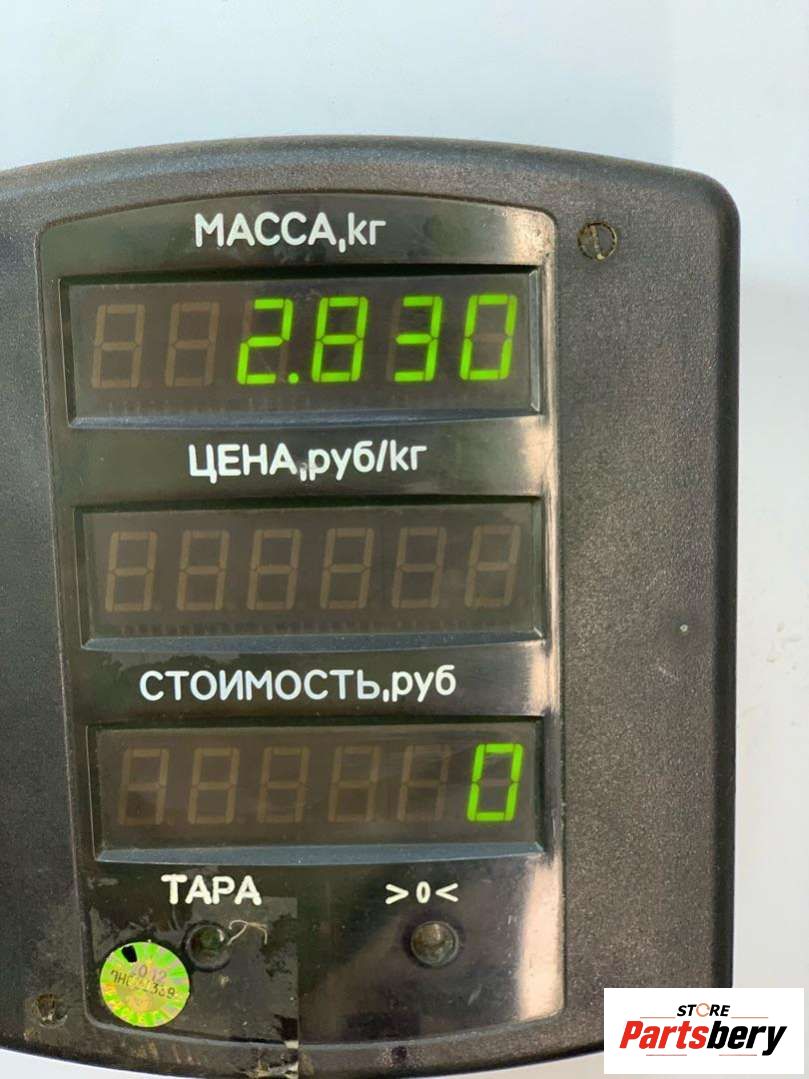 МАССА,кг
2.830
ЦЕНА,руб/кг
СТОИМОСТЬ,руб
0
ТАРА >0<
STORE
Partsbery